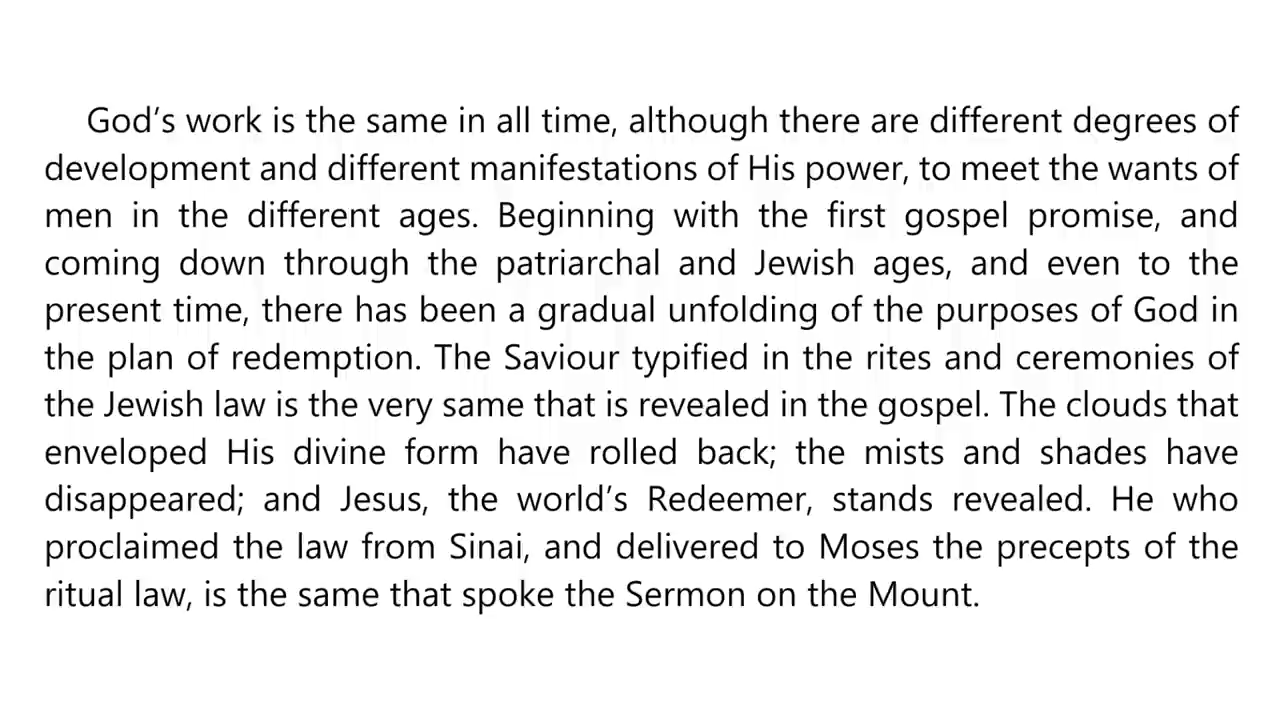 God’s work is the same in all time, although there are different degrees of
development and different manifestations of His power, to meet the wants of
men in the different ages. Beginning with the first gospel promise, and
coming down through the patriarchal and Jewish ages, and even to the
present time, there has been a gradual unfolding of the purposes of God in
the plan of redemption. The Saviour typified in the rites and ceremonies of
the Jewish law is the very same that is revealed in the gospel. The clouds that
enveloped His divine form have rolled back; the mists and shades have
disappeared; and Jesus, the world’s Redeemer, stands revealed. He who
proclaimed the law from Sinai, and delivered to Moses the precepts of the
ritual law, is the same that spoke the Sermon on the Mount.